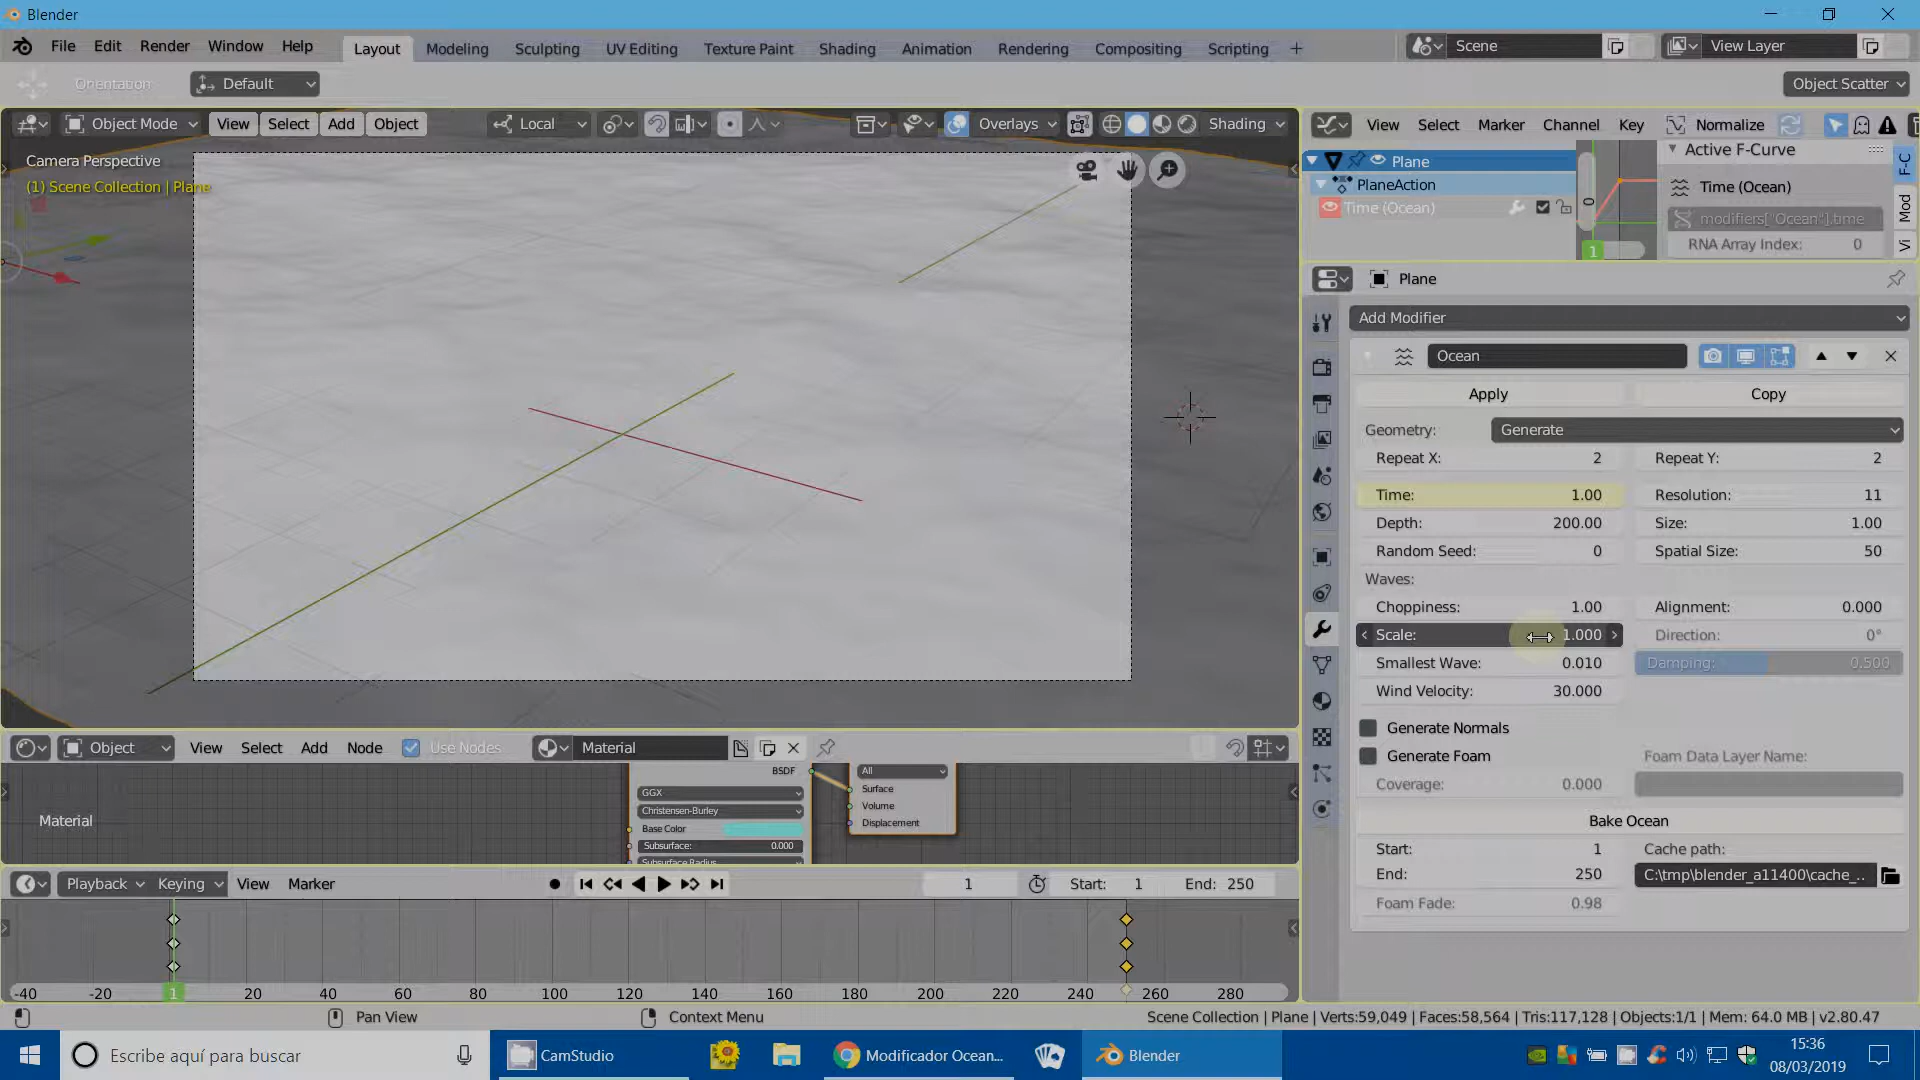 Blender
File Edit Render Window Help Layout Modeling Sculpting UV Editing Texture Paint Shading Animation Rendering Compositing Scripting + Scene View Layer
Orientation: Default Object Scatter
Object Mode View Select Add Object Local Overlays Shading
Camera Perspective
(1) Scene Collection | Plane
View Select Marker Channel Key Normalize
Plane
PlaneAction
Time (Ocean)
0
1
Active F-Curve
Time (Ocean)
modifiers["Ocean"].time
RNA Array Index: 0
F-C
Mod
Vi
Plane
Add Modifier
Ocean
Apply Copy
Geometry: Generate
Repeat X: 2 Repeat Y: 2
Time: 1.00 Resolution: 11
Depth: 200.00 Size: 1.00
Random Seed: 0 Spatial Size: 50
Waves:
Choppiness: 1.00 Alignment: 0.000
Scale: 1.000 Direction: 0°
Smallest Wave: 0.010 Damping: 0.500
Wind Velocity: 30.000
Generate Normals
Generate Foam Foam Data Layer Name:
Coverage: 0.000
Bake Ocean
Start: 1 Cache path:
End: 250 C:\tmp\blender_a11400\cache_..
Foam Fade: 0.98
Object View Select Add Node Use Nodes Material
BSDF
GGX
Christensen-Burley
Base Color
Subsurface: 0.000
Subsurface Radius
All
Surface
Volume
Displacement
Material
Playback Keying View Marker 1 Start: 1 End: 250
-40 -20 1 20 40 60 80 100 120 140 160 180 200 220 240 260 280
Pan View Context Menu Scene Collection | Plane | Verts:59,049 | Faces:58,564 | Tris:117,128 | Objects:1/1 | Mem: 64.0 MB | v2.80.47
Escribe aquí para buscar CamStudio Modificador Ocean... Blender
15:36
08/03/2019